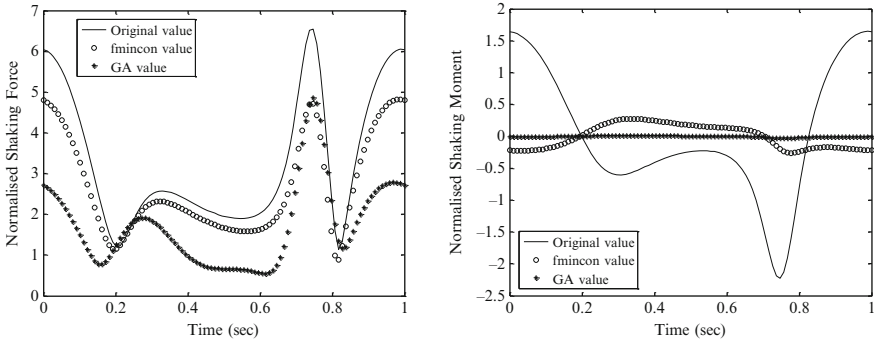 Normalised Shaking Force
7
6
5
4
3
2
1
0
Original value
fmincon value
GA value
0 0.2 0.4 0.6 0.8 1
Time (sec)
Normalised Shaking Moment
2
1.5
1
0.5
0
−0.5
−1
−1.5
−2
−2.5
Original value
fmincon value
GA value
0 0.2 0.4 0.6 0.8 1
Time (sec)